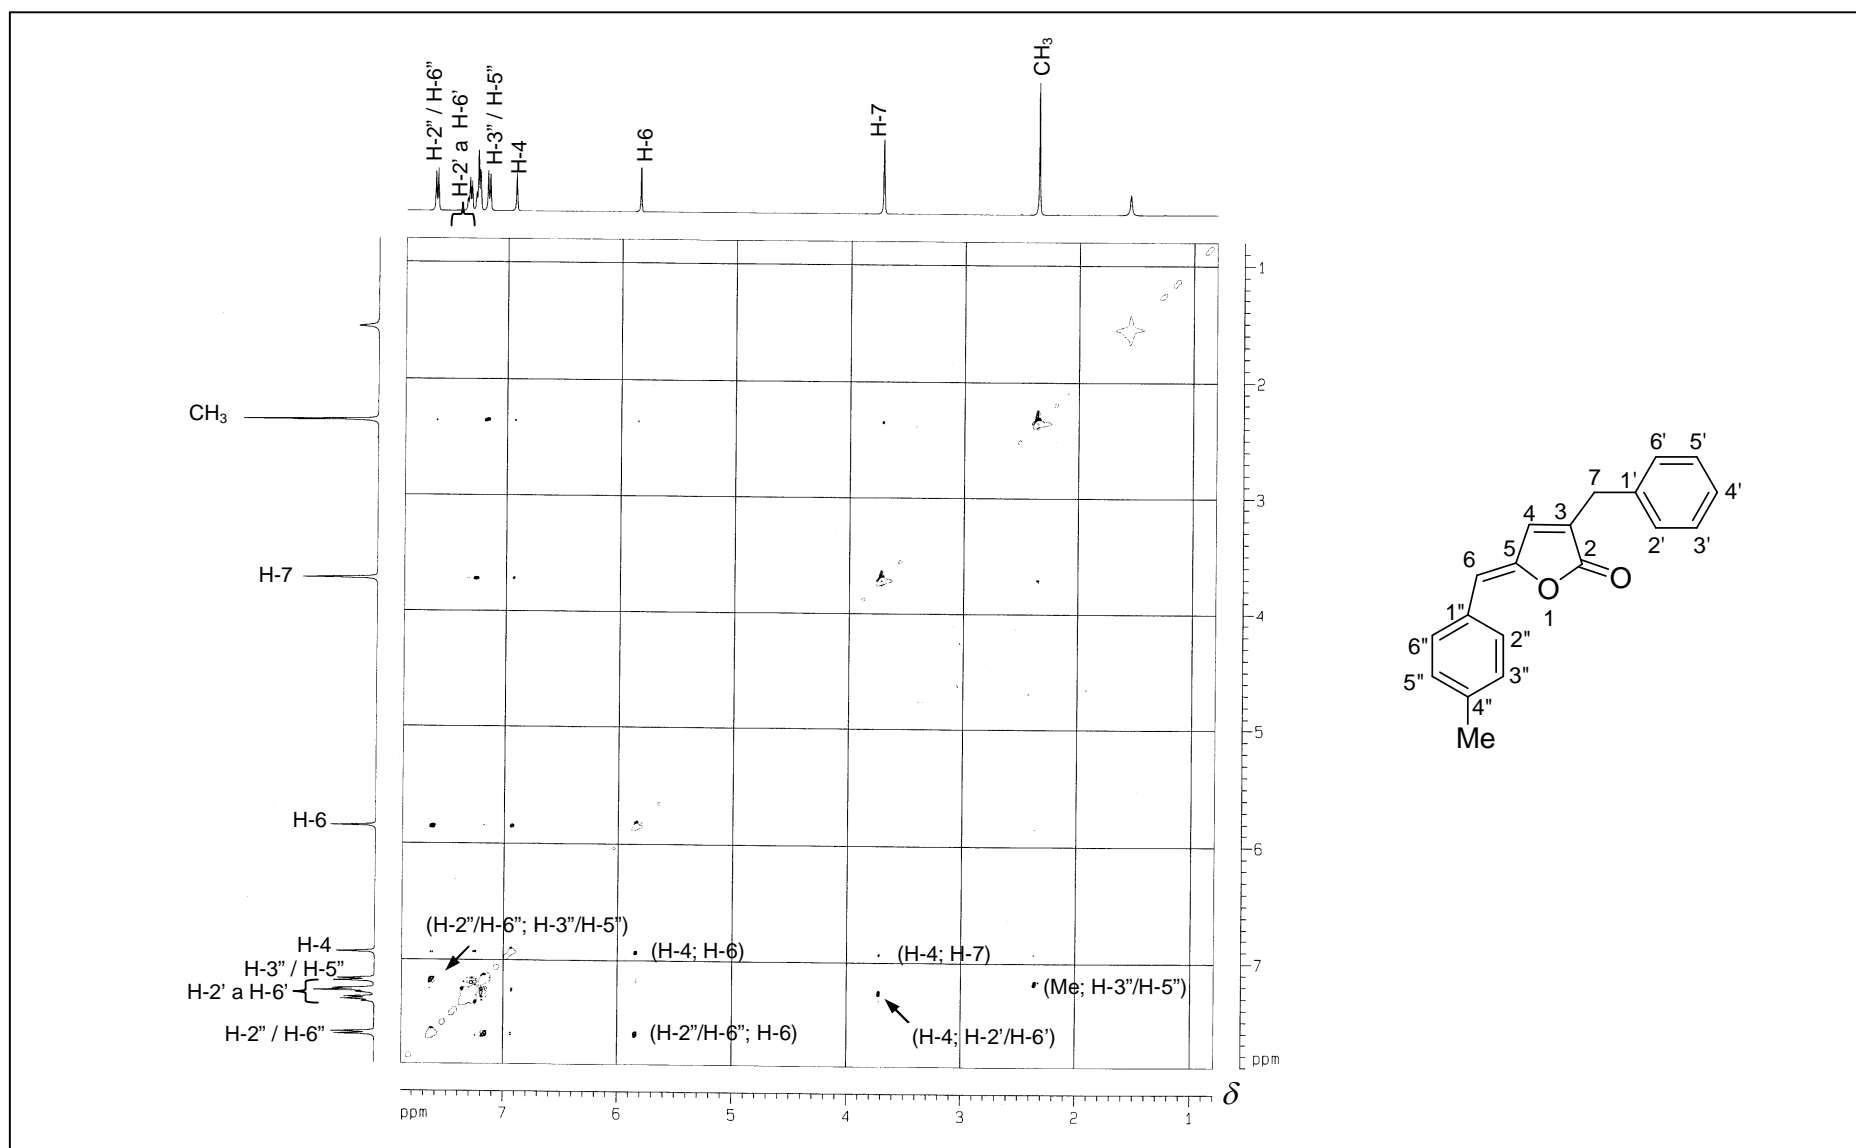 H-2” / H-6”
H-2’ a H-6’
H-3” / H-5”
H-4
H-6
H-7
CH₃
1
2
3
4
5
6
7
ppm
CH₃
H-7
H-6
H-4
H-3” / H-5”
H-2’ a H-6’
H-2” / H-6”
(H-2”/H-6”; H-3”/H-5”)
(H-4; H-6)
(H-4; H-7)
(Me; H-3”/H-5”)
(H-2”/H-6”; H-6)
(H-4; H-2’/H-6’)
ppm 7 6 5 4 3 2 1
δ
6' 5'
7 1' 4'
4 3
2' 3'
6 5 2
O O
1" 1
6" 2"
5" 3"
4"
Me